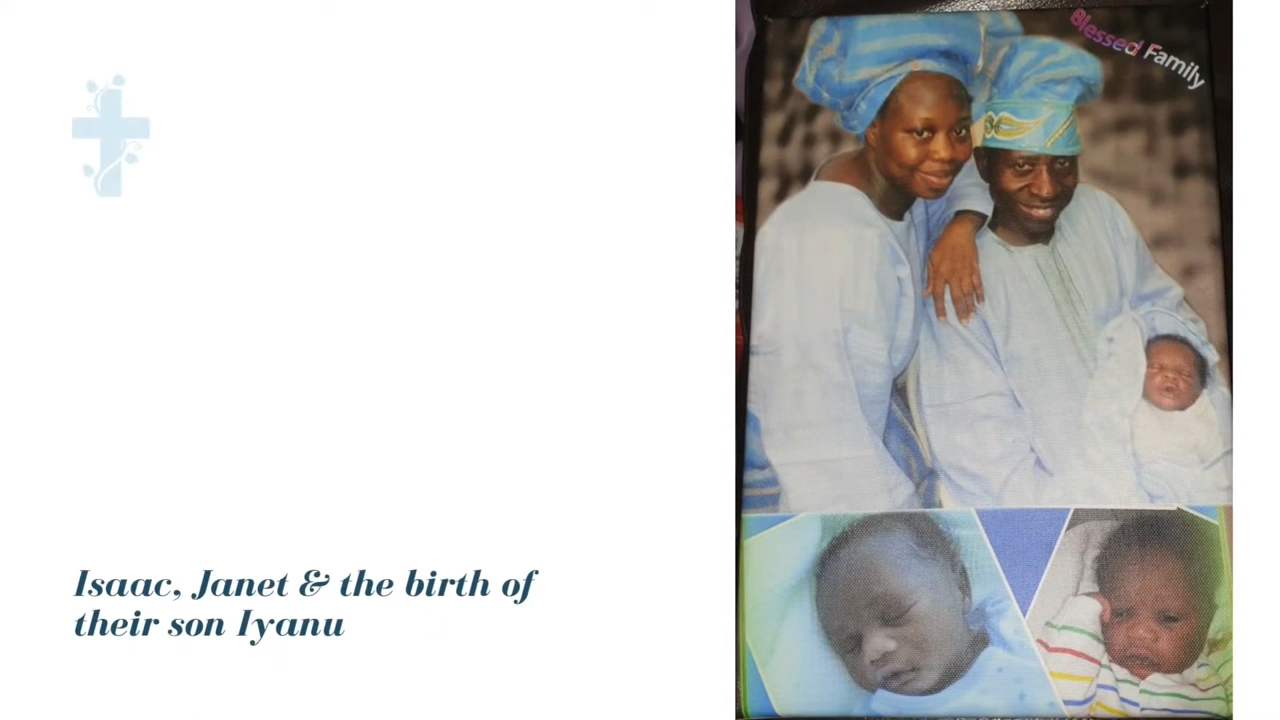 Blessed Family
Isaac, Janet & the birth of
their son Iyanu